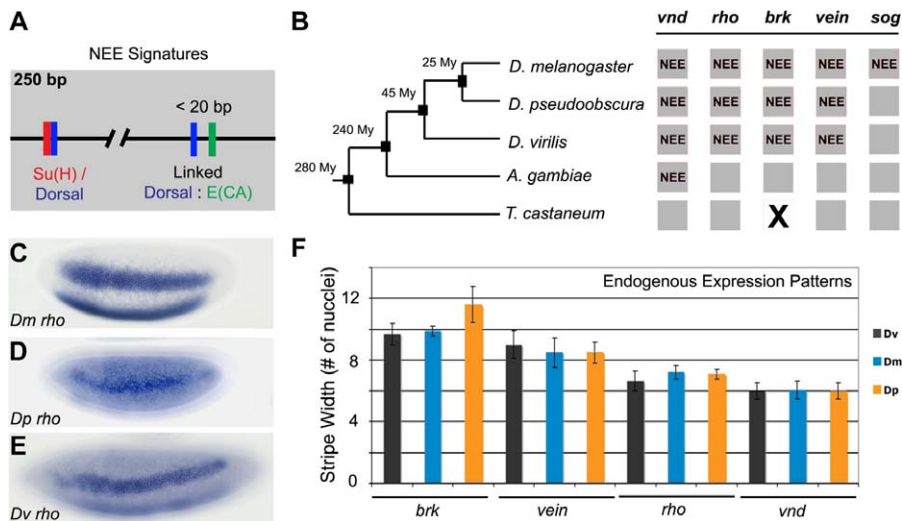 A
NEE Signatures
250 bp
< 20 bp
Su(H) /
Dorsal
Linked
Dorsal : E(CA)
B
vnd rho brk vein sog
25 My
45 My
240 My
280 My
D. melanogaster NEE NEE NEE NEE NEE
D. pseudoobscura NEE NEE NEE NEE
D. virilis NEE NEE NEE NEE
A. gambiae NEE
T. castaneum X
C
Dm rho
D
Dp rho
E
Dv rho
F
Endogenous Expression Patterns
Stripe Width (# of nucclei)
12
8
4
0
brk vein rho vnd
Dv
Dm
Dp